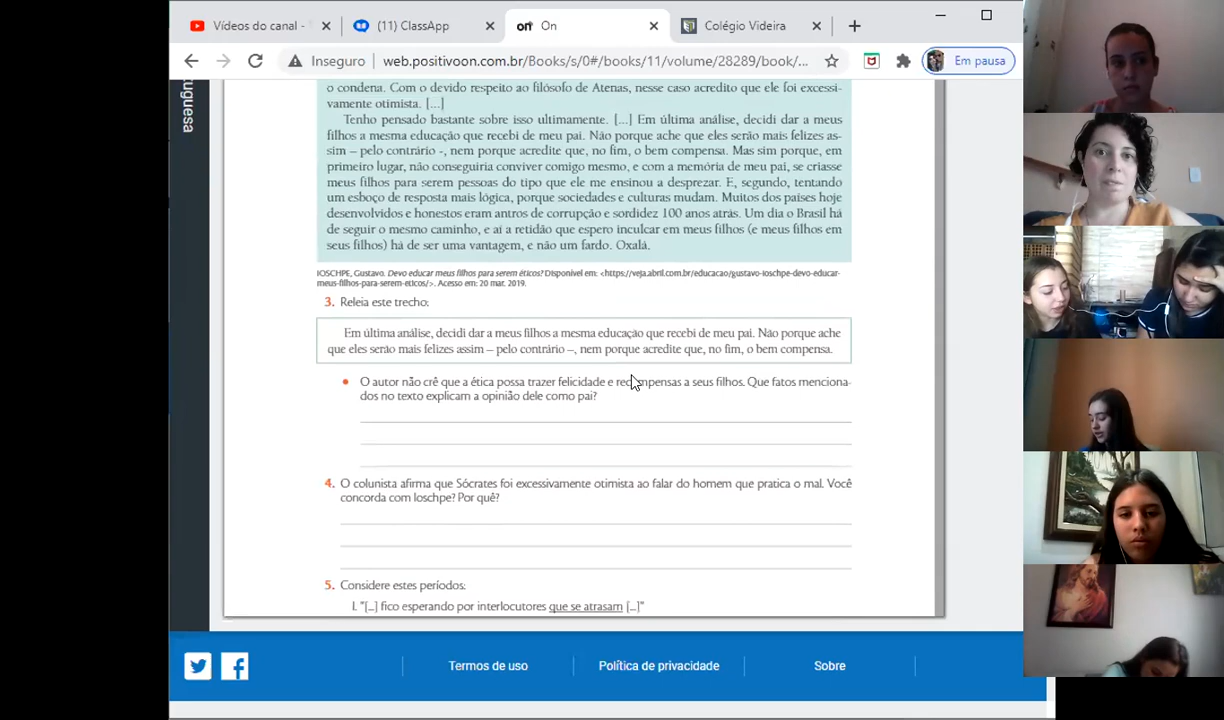 Vídeos do canal -
(11) ClassApp
On
Colégio Videira
Inseguro
web.positivoon.com.br/Books/s/0#/books/11/volume/28289/book/...
Em pausa
tuguesa
o condena. Com o devido respeito ao filósofo de Atenas, nesse caso acredito que ele foi excessi-
vamente otimista. [...]
Tenho pensado bastante sobre isso ultimamente. [...] Em última análise, decidi dar a meus
filhos a mesma educação que recebi de meu pai. Não porque ache que eles serão mais felizes as-
sim – pelo contrário -, nem porque acredite que, no fim, o bem compensa. Mas sim porque, em
primeiro lugar, não conseguiria conviver comigo mesmo, e com a memória de meu pai, se criasse
meus filhos para serem pessoas do tipo que ele me ensinou a desprezar. E, segundo, tentando
um esboço de resposta mais lógica, porque sociedades e culturas mudam. Muitos dos países hoje
desenvolvidos e honestos eram antros de corrupção e sordidez 100 anos atrás. Um dia o Brasil há
de seguir o mesmo caminho, e aí a retidão que espero inculcar em meus filhos (e meus filhos em
seus filhos) há de ser uma vantagem, e não um fardo. Oxalá.
IOSCHPE, Gustavo. Devo educar meus filhos para serem éticos? Disponível em: <https://veja.abril.com.br/educacao/gustavo-ioschpe-devo-educar-
meus-filhos-para-serem-eticos/>. Acesso em: 20 mar. 2019.
3. Releia este trecho:
Em última análise, decidi dar a meus filhos a mesma educação que recebi de meu pai. Não porque ache
que eles serão mais felizes assim – pelo contrário –, nem porque acredite que, no fim, o bem compensa.
• O autor não crê que a ética possa trazer felicidade e recompensas a seus filhos. Que fatos menciona-
dos no texto explicam a opinião dele como pai?
4. O colunista afirma que Sócrates foi excessivamente otimista ao falar do homem que pratica o mal. Você
concorda com Ioschpe? Por quê?
5. Considere estes períodos:
I. "[...] fico esperando por interlocutores que se atrasam [...]"
Termos de uso
Política de privacidade
Sobre